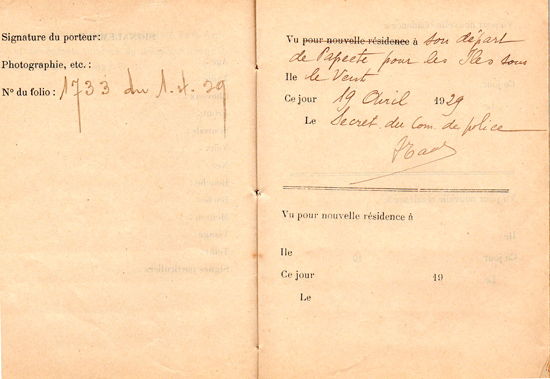 Signature du porteur:
Photographie, etc.:
N° du folio: 1733 du 1.4.29
Vu pour nouvelle résidence à son départ
de Papeete pour les Iles sous
Ile le Vent
Ce jour 19 Avril 1929
Le Secret. du Com. de police
Vu pour nouvelle résidence à
Ile
Ce jour 19
Le